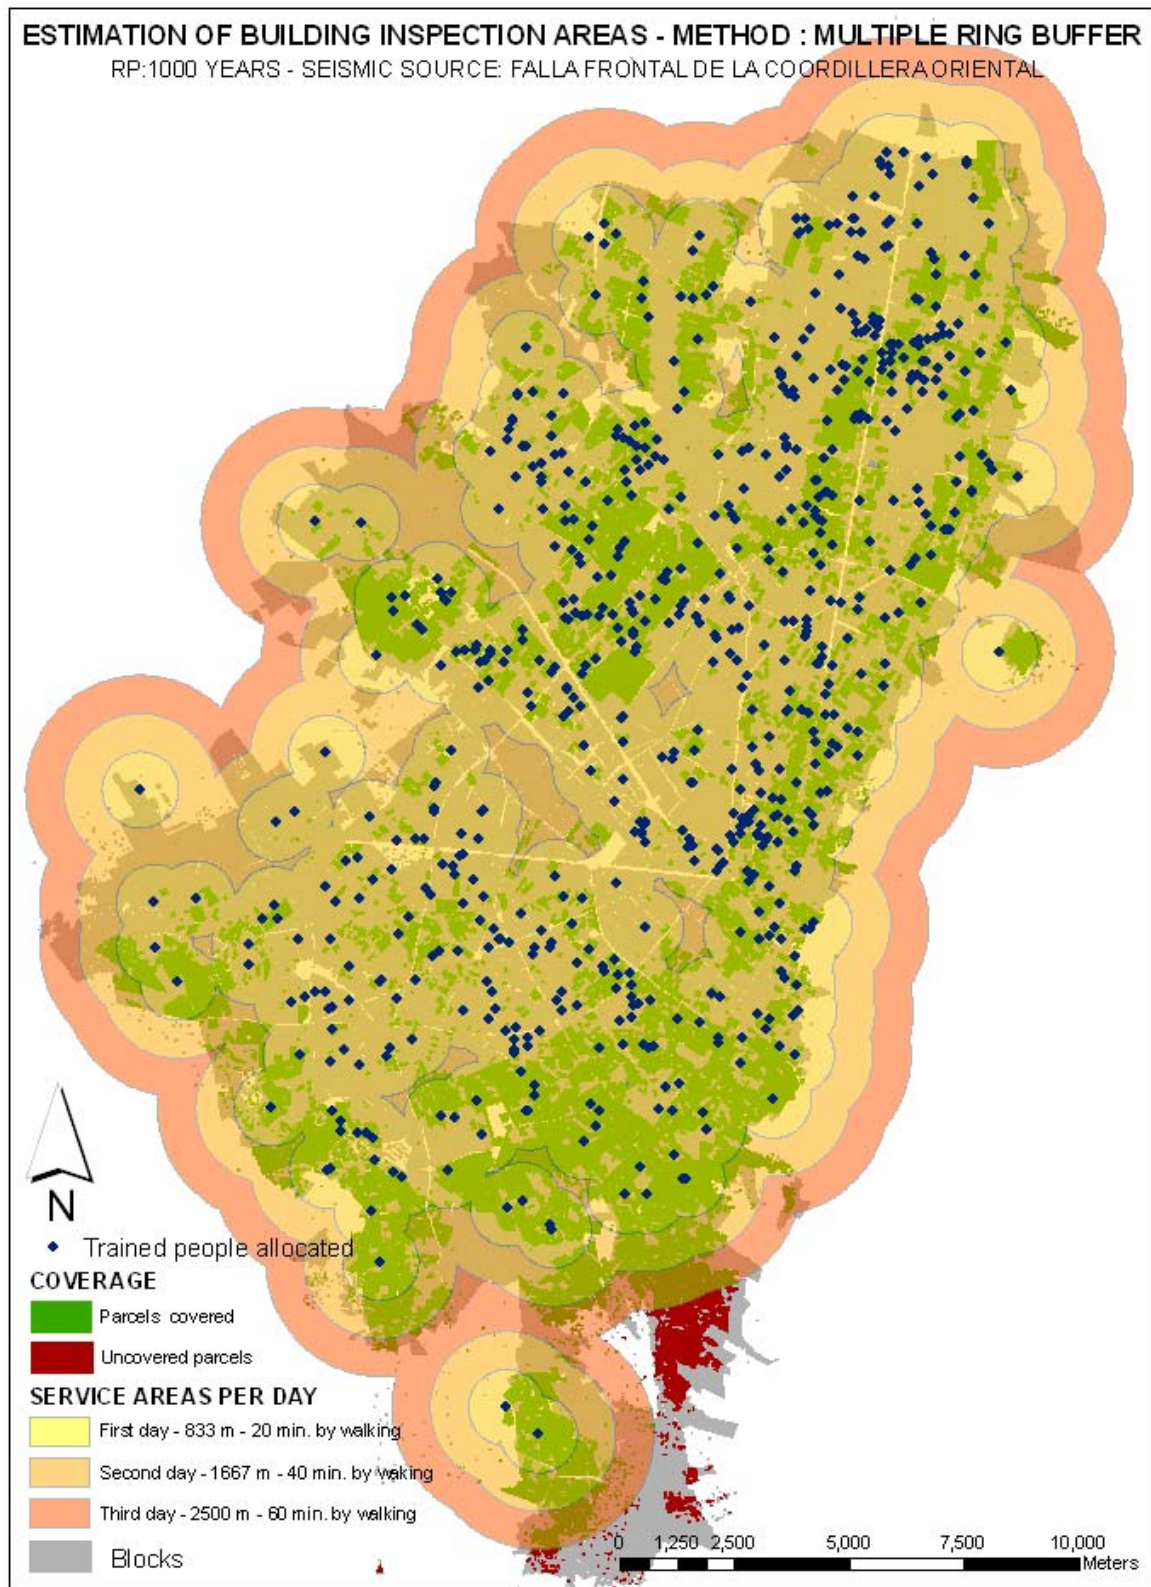 ESTIMATION OF BUILDING INSPECTION AREAS - METHOD : MULTIPLE RING BUFFER
RP:1000 YEARS - SEISMIC SOURCE: FALLA FRONTAL DE LA COORDILLERA ORIENTAL
N
Trained people allocated
COVERAGE
Parcels covered
Uncovered parcels
SERVICE AREAS PER DAY
First day - 833 m - 20 min. by walking
Second day - 1667 m - 40 min. by waking
Third day - 2500 m - 60 min. by walking
Blocks
0 1,250 2,500 5,000 7,500 10,000
Meters